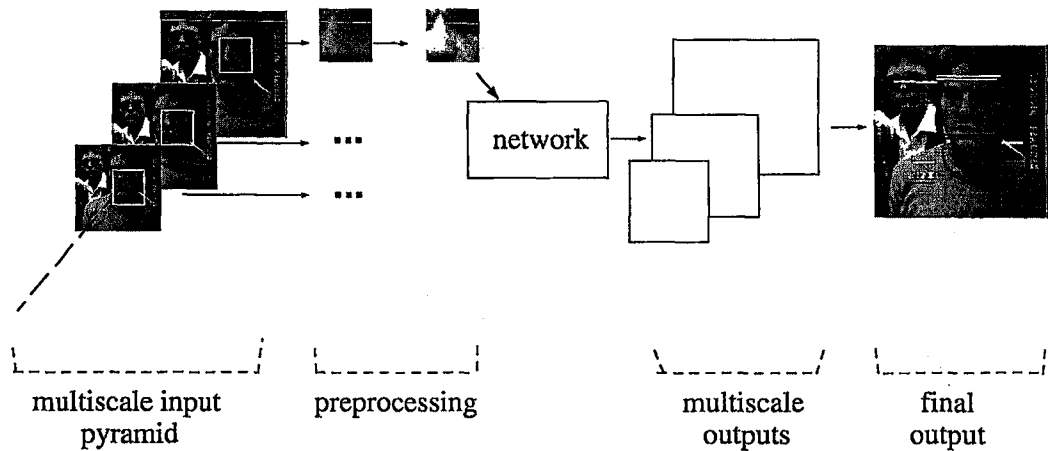 network
multiscale input
pyramid
preprocessing
multiscale
outputs
final
output